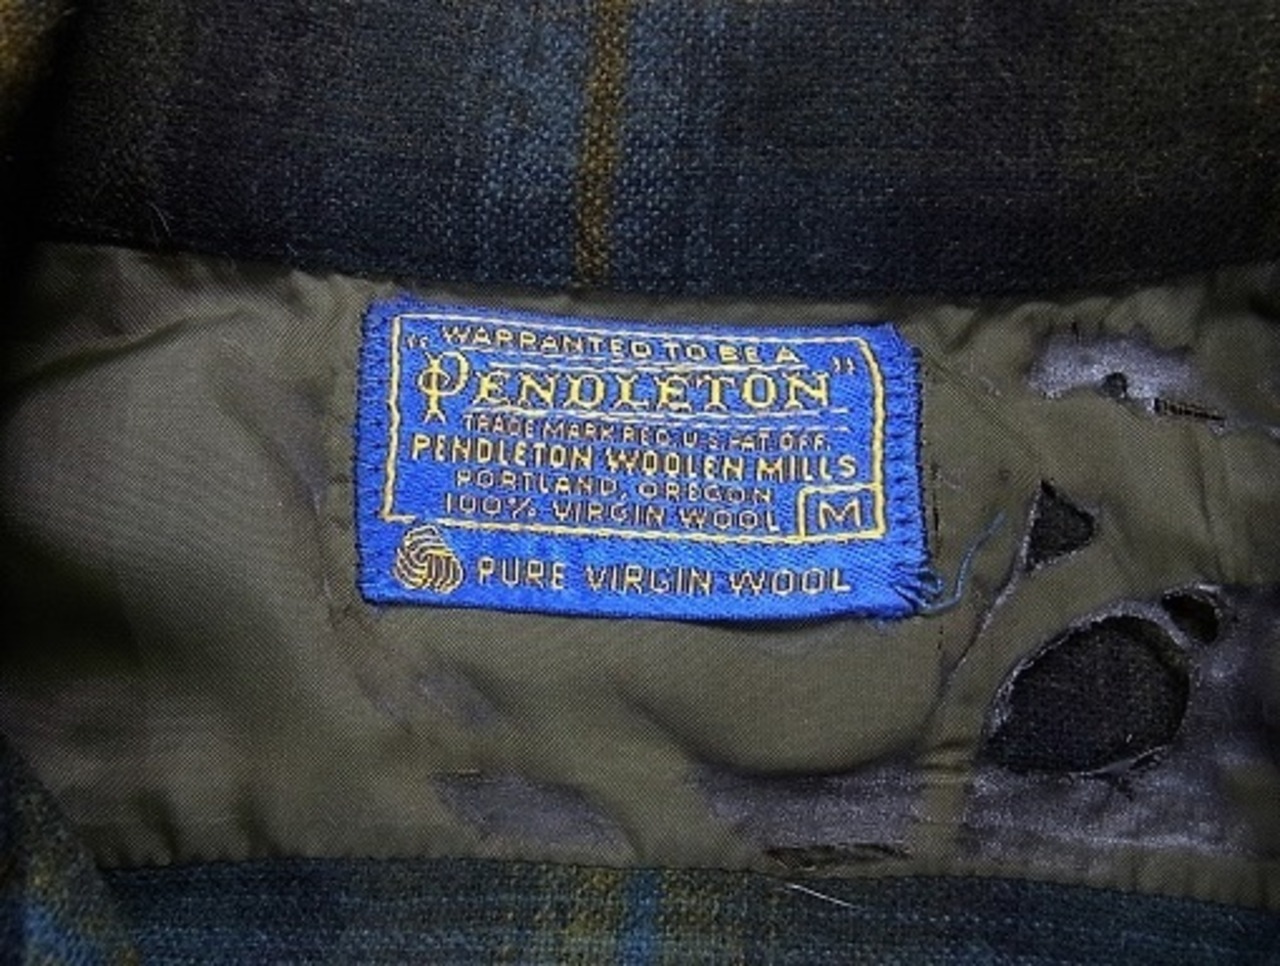 WARRANTED TO BE A
"PENDLETON"
TRADE MARK REG. U.S. PAT. OFF.
PENDLETON WOOLEN MILLS
PORTLAND, OREGON
100% VIRGIN WOOL
M
PURE VIRGIN WOOL